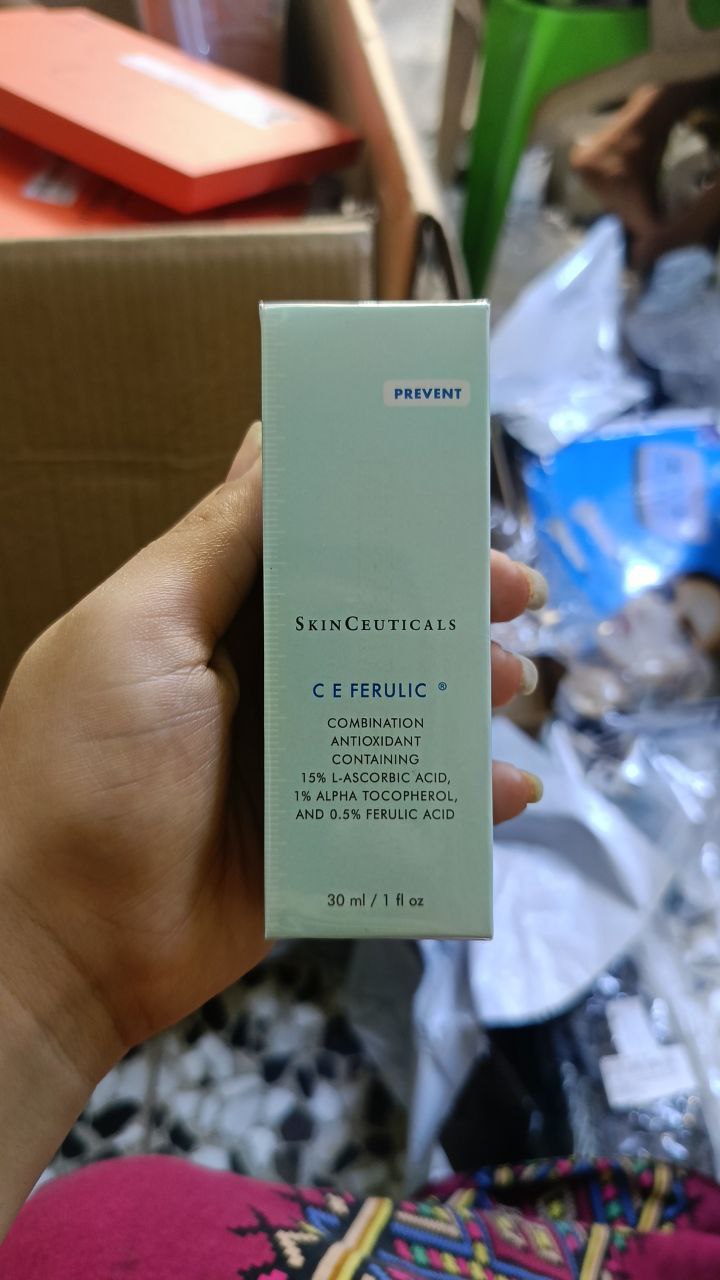 PREVENT
SKINCEUTICALS
C E FERULIC ®
COMBINATION
ANTIOXIDANT
CONTAINING
15% L-ASCORBIC ACID,
1% ALPHA TOCOPHEROL,
AND 0.5% FERULIC ACID
30 ml / 1 fl oz